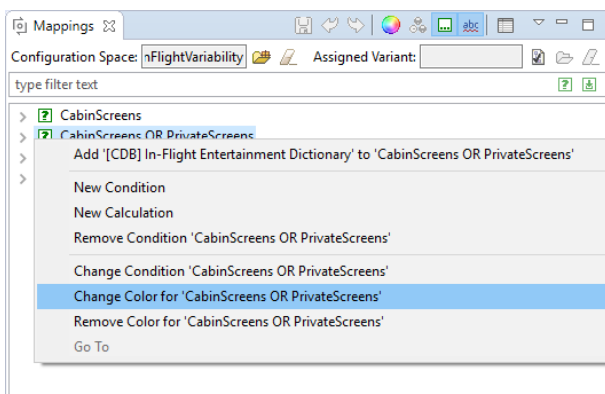 Mappings
abc
Configuration Space: nFlightVariability Assigned Variant:
type filter text
CabinScreens
CabinScreens OR PrivateScreens
Add '[CDB] In-Flight Entertainment Dictionary' to 'CabinScreens OR PrivateScreens'
New Condition
New Calculation
Remove Condition 'CabinScreens OR PrivateScreens'
Change Condition 'CabinScreens OR PrivateScreens'
Change Color for 'CabinScreens OR PrivateScreens'
Remove Color for 'CabinScreens OR PrivateScreens'
Go To